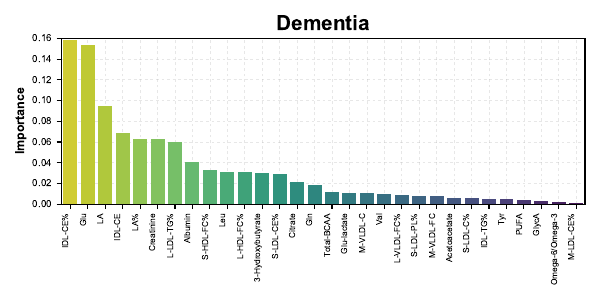 Dementia
Importance
0.16
0.14
0.12
0.10
0.08
0.06
0.04
0.02
0.00
IDL-CE%
Glu
LA
IDL-CE
LA%
Creatinine
L-LDL-TG%
Albumin
S-HDL-FC%
Leu
L-HDL-FC%
3-Hydroxybutyrate
S-LDL-CE%
Citrate
Gln
Total-BCAA
Glu-lactate
M-VLDL-C
Val
L-VLDL-FC%
S-LDL-PL%
M-VLDL-FC
Acetoacetate
S-LDL-C%
IDL-TG%
Tyr
PUFA
GlycA
Omega-6/Omega-3
M-LDL-CE%